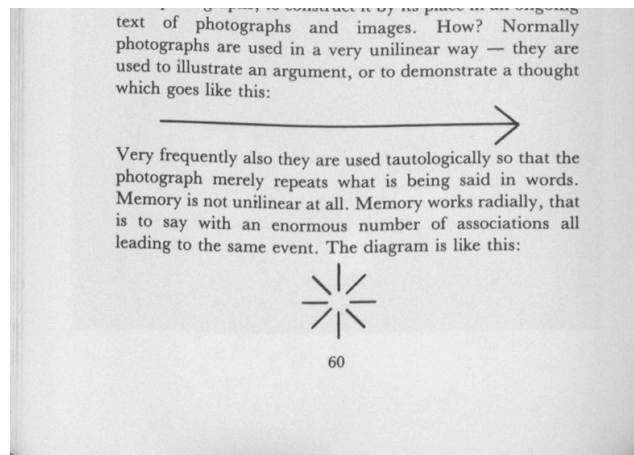 text of photographs and images. How? Normally
photographs are used in a very unilinear way — they are
used to illustrate an argument, or to demonstrate a thought
which goes like this:
Very frequently also they are used tautologically so that the
photograph merely repeats what is being said in words.
Memory is not unilinear at all. Memory works radially, that
is to say with an enormous number of associations all
leading to the same event. The diagram is like this:
60